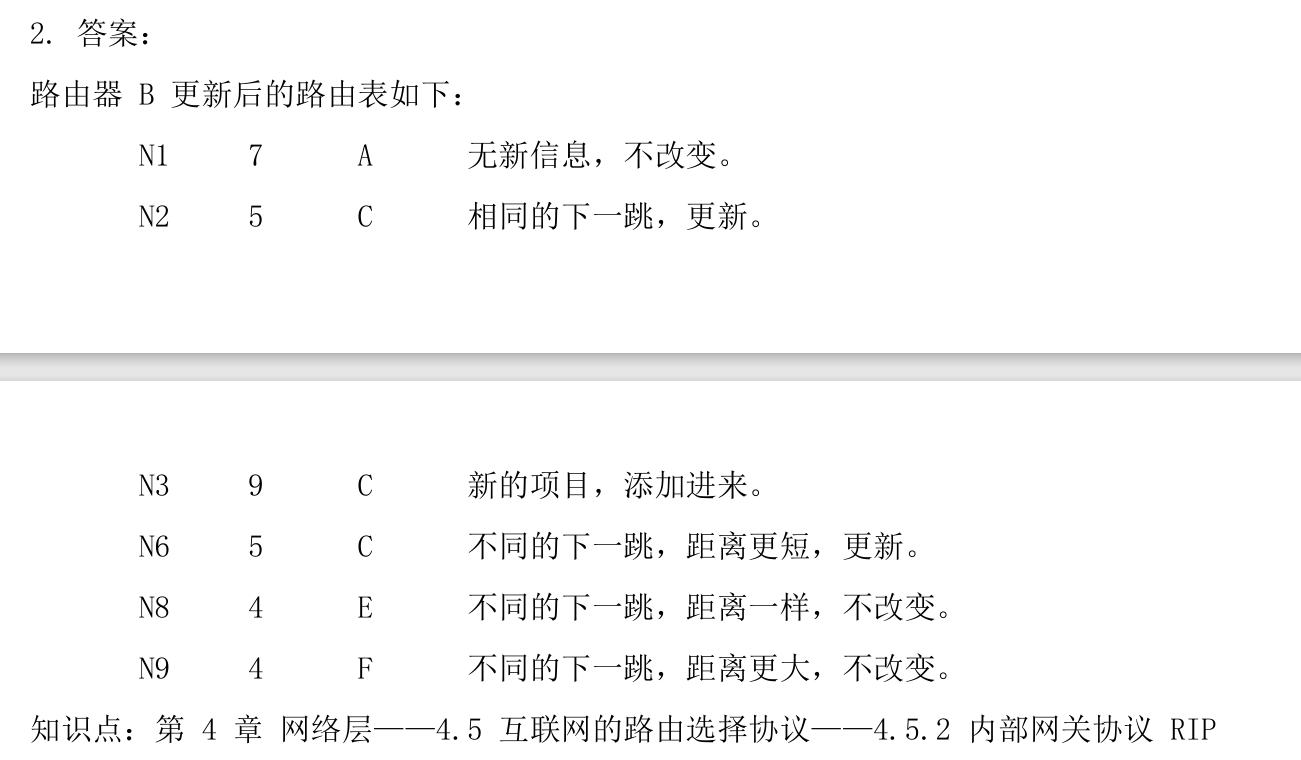 2. 答案：
路由器 B 更新后的路由表如下：
N1 7 A 无新信息，不改变。
N2 5 C 相同的下一跳，更新。
N3 9 C 新的项目，添加进来。
N6 5 C 不同的下一跳，距离更短，更新。
N8 4 E 不同的下一跳，距离一样，不改变。
N9 4 F 不同的下一跳，距离更大，不改变。
知识点：第 4 章 网络层——4.5 互联网的路由选择协议——4.5.2 内部网关协议 RIP